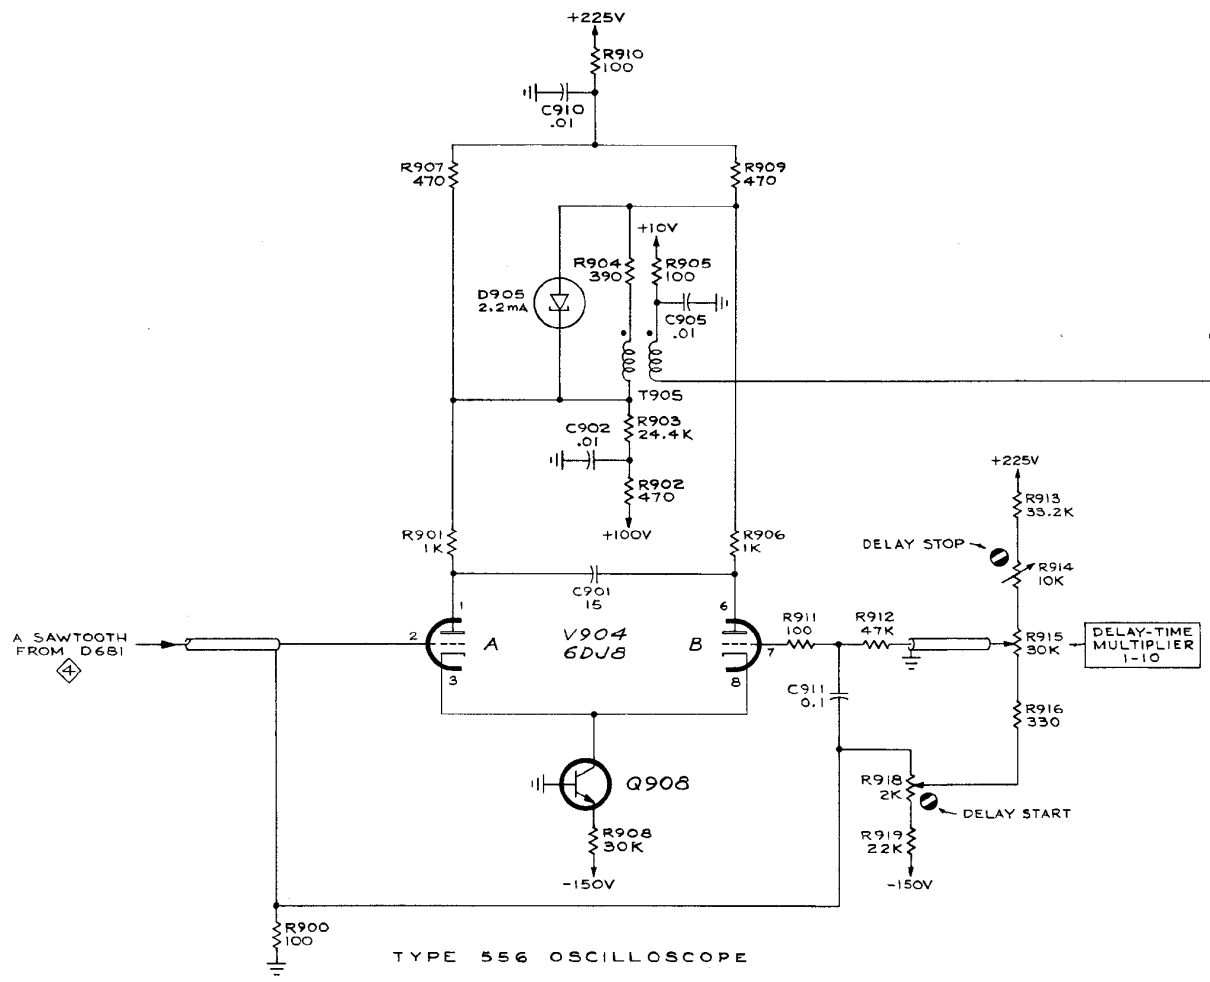 +225V
R910
100
C910
.01
R907
470
R909
470
+10V
R904
390
R905
100
D905
2.2mA
C905
.01
T905
C902
.01
R903
24.4K
R902
470
+100V
+225V
R913
33.2K
R901
1K
R906
1K
DELAY STOP
R914
10K
C901
15
1
6
A SAWTOOTH
FROM D681
4
2
A
V904
6DJ8
B
7
R911
100
R912
47K
R915
30K
DELAY-TIME
MULTIPLIER
1-10
3
8
C911
0.1
R916
330
Q908
R918
2K
DELAY START
R908
30K
R919
22K
-150V
-150V
R900
100
TYPE 556 OSCILLOSCOPE